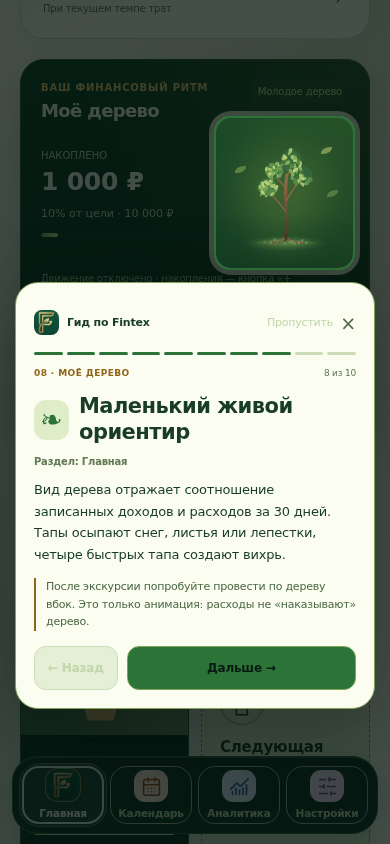 При текущем темпе трат
ВАШ ФИНАНСОВЫЙ РИТМ
Молодое дерево
Моё дерево
НАКОПЛЕНО
1 000 ₽
10% от цели · 10 000 ₽
Движение отключено · накопления — кнопка «+
Гид по Fintex
Пропустить ✕
08 · МОЁ ДЕРЕВО
8 из 10
Маленький живой
ориентир
Раздел: Главная
Вид дерева отражает соотношение
записанных доходов и расходов за 30 дней.
Тапы осыпают снег, листья или лепестки,
четыре быстрых тапа создают вихрь.
После экскурсии попробуйте провести по дереву
вбок. Это только анимация: расходы не «наказывают»
дерево.
← Назад
Дальше →
Следующая
Главная
Календарь
Аналитика
Настройки